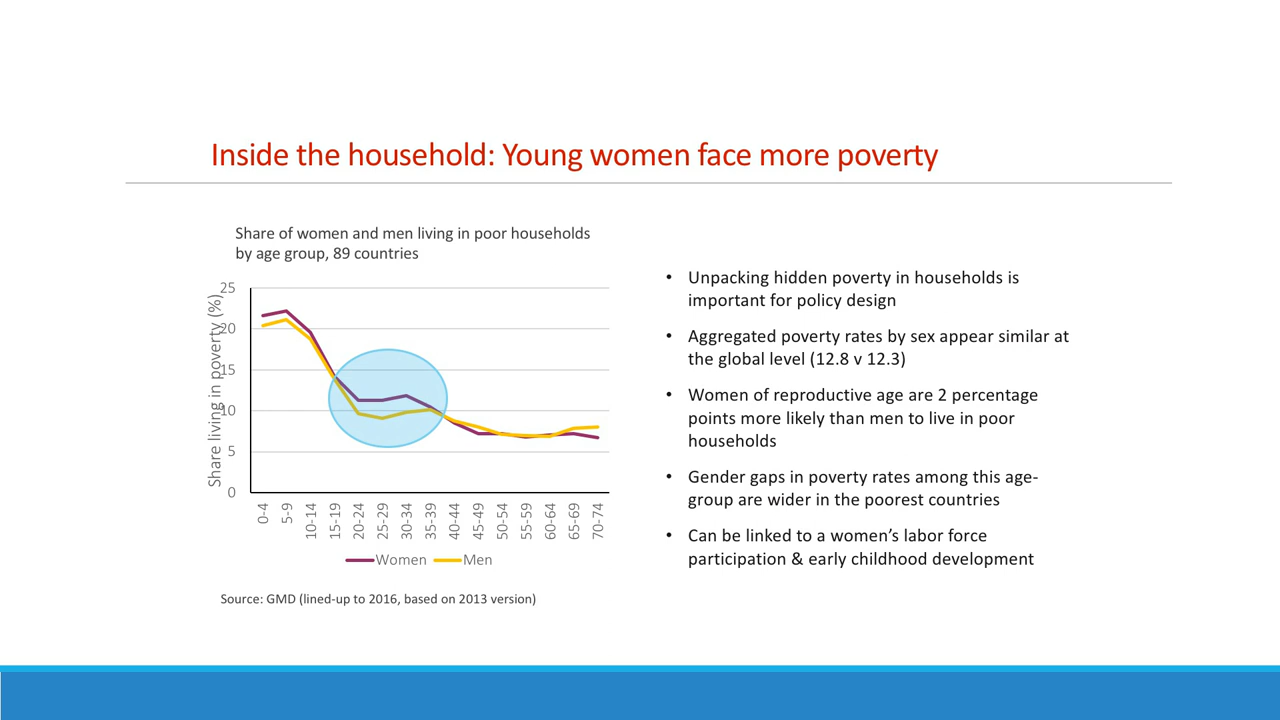 Inside the household: Young women face more poverty
Share of women and men living in poor households
by age group, 89 countries
Share living in poverty (%)
25
20
15
10
5
0
0-4
5-9
10-14
15-19
20-24
25-29
30-34
35-39
40-44
45-49
50-54
55-59
60-64
65-69
70-74
Women
Men
Source: GMD (lined-up to 2016, based on 2013 version)
• Unpacking hidden poverty in households is
important for policy design
• Aggregated poverty rates by sex appear similar at
the global level (12.8 v 12.3)
• Women of reproductive age are 2 percentage
points more likely than men to live in poor
households
• Gender gaps in poverty rates among this age-
group are wider in the poorest countries
• Can be linked to a women’s labor force
participation & early childhood development